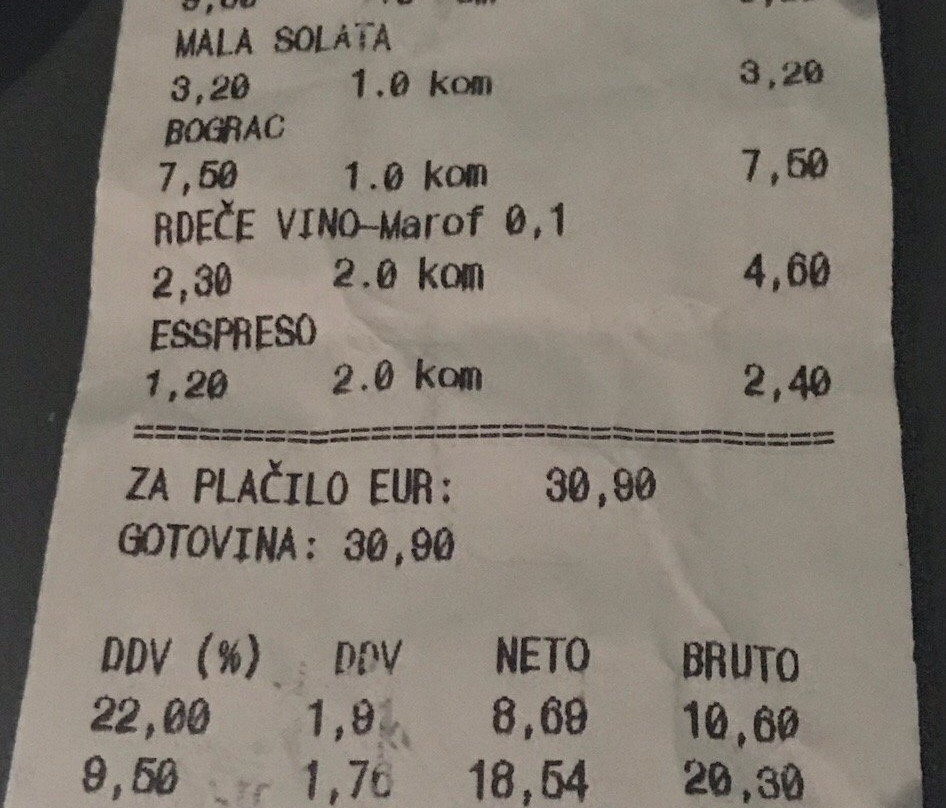 MALA SOLATA
3,20 1.0 kom 3,20
BOGRAC
7,50 1.0 kom 7,50
RDEČE VINO-Marof 0,1
2,30 2.0 kom 4,60
ESSPRESO
1,20 2.0 kom 2,40
ZA PLAČILO EUR: 30,90
GOTOVINA: 30,90
DDV (%) DDV NETO BRUTO
22,00 1,91 8,69 10,60
9,50 1,76 18,54 20,30